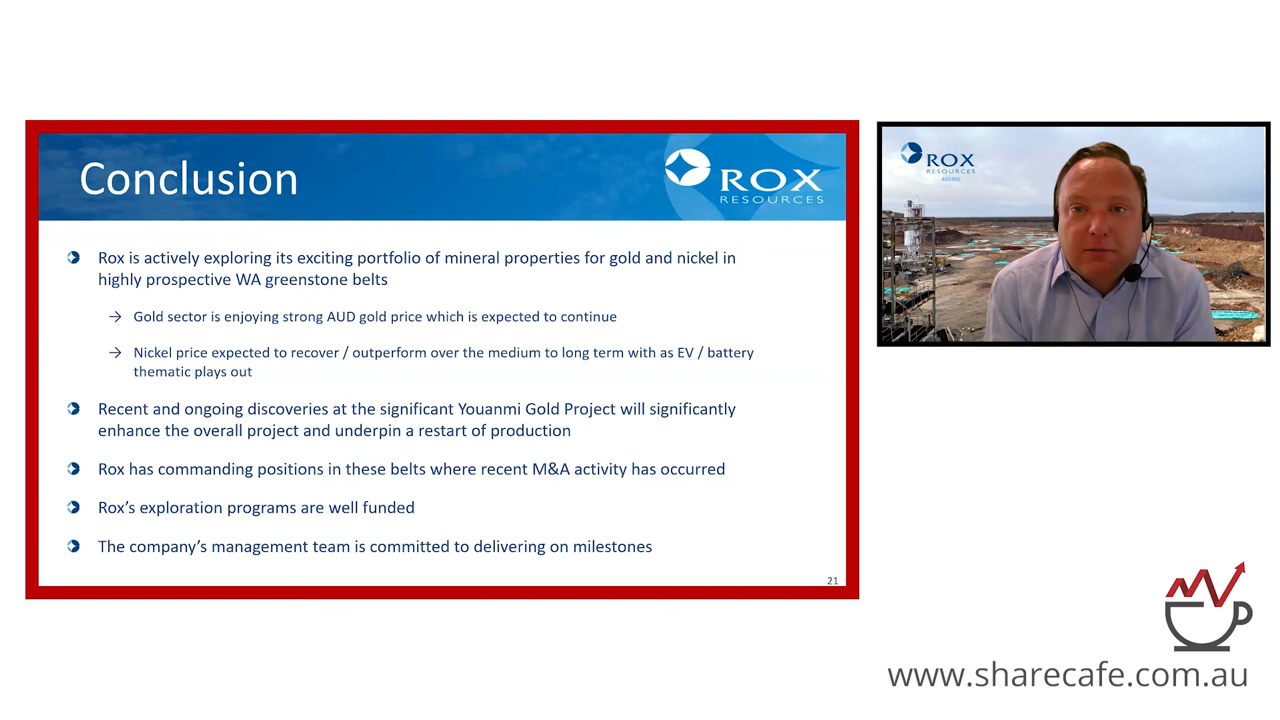 Conclusion
ROX
RESOURCES
Rox is actively exploring its exciting portfolio of mineral properties for gold and nickel in
highly prospective WA greenstone belts
→ Gold sector is enjoying strong AUD gold price which is expected to continue
→ Nickel price expected to recover / outperform over the medium to long term with as EV / battery
thematic plays out
Recent and ongoing discoveries at the significant Youanmi Gold Project will significantly
enhance the overall project and underpin a restart of production
Rox has commanding positions in these belts where recent M&A activity has occurred
Rox’s exploration programs are well funded
The company’s management team is committed to delivering on milestones
21
ROX
RESOURCES
ASX:RXL
www.sharecafe.com.au